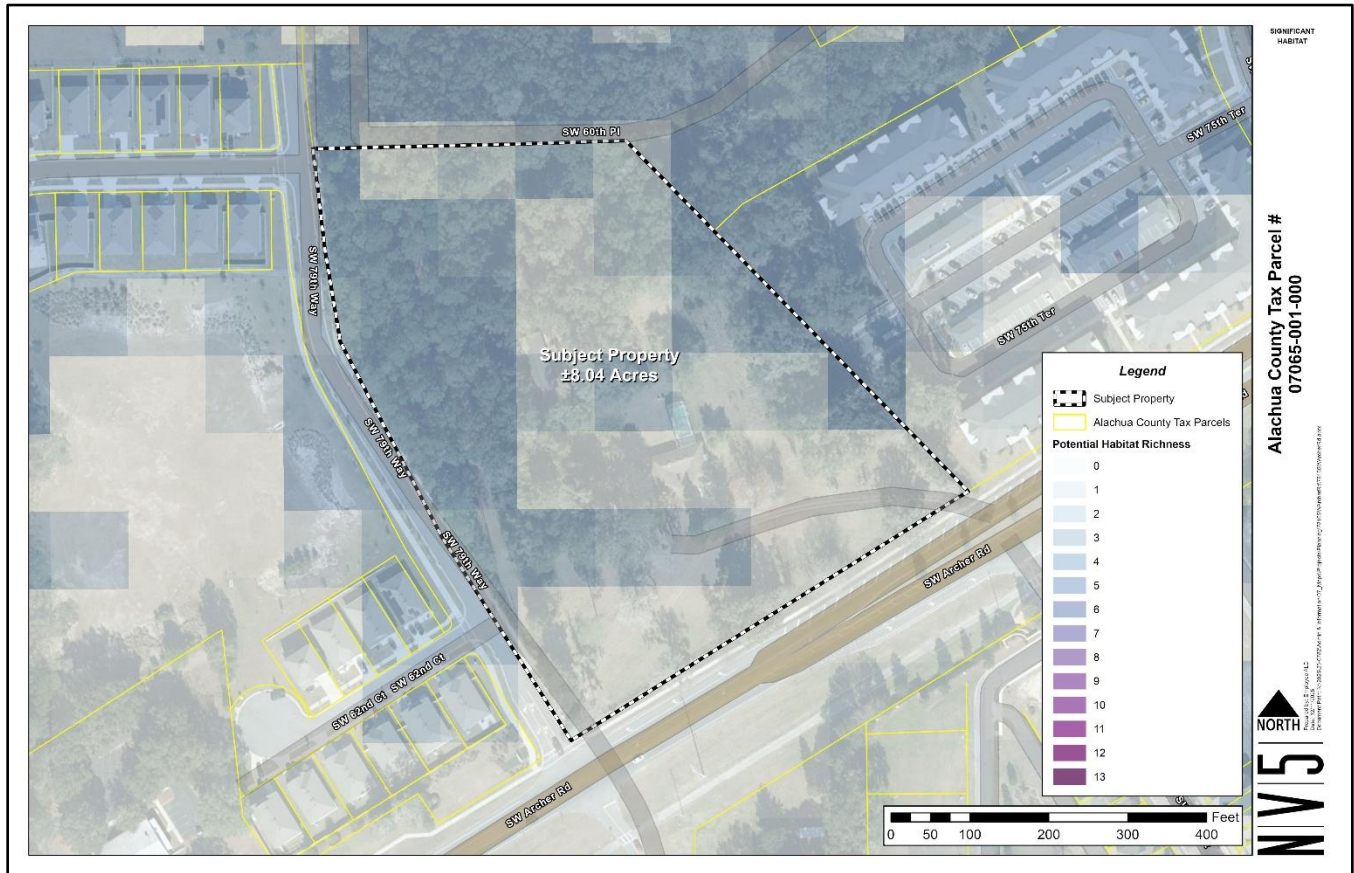 SIGNIFICANT
HABITAT
SW 60th Pl
SW 75th Ter
SW 79th Way
SW 75th Ter
Subject Property
±8.04 Acres
SW 79th Way
SW 79th Way
SW Archer Rd
SW 62nd Ct SW 62nd Ct
SW Archer Rd
Legend
Subject Property
Alachua County Tax Parcels
Potential Habitat Richness
0
1
2
3
4
5
6
7
8
9
10
11
12
13
Feet
0 50 100 200 300 400
Alachua County Tax Parcel #
07065-001-000
NORTH
NV5